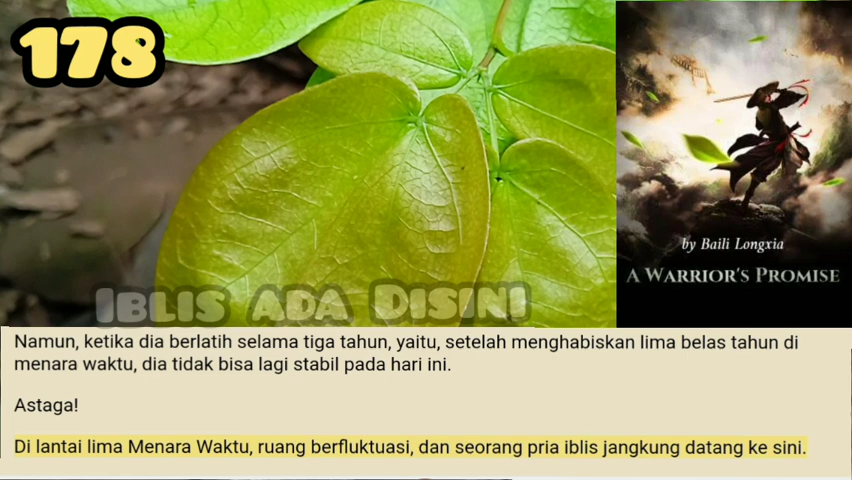 178
IBLIS ADA DISINI
by Baili Longxia
A WARRIOR'S PROMISE
Namun, ketika dia berlatih selama tiga tahun, yaitu, setelah menghabiskan lima belas tahun di
menara waktu, dia tidak bisa lagi stabil pada hari ini.
Astaga!
Di lantai lima Menara Waktu, ruang berfluktuasi, dan seorang pria iblis jangkung datang ke sini.